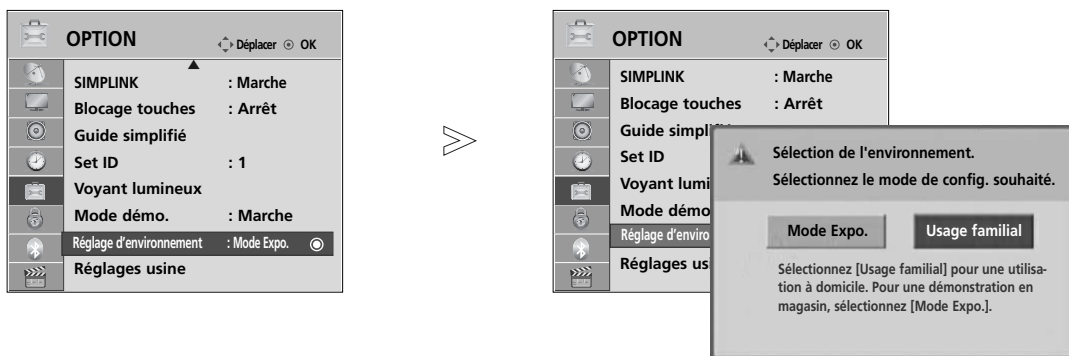 OPTION
Déplacer OK
SIMPLINK : Marche
Blocage touches : Arrêt
Guide simplifié
Set ID : 1
Voyant lumineux
Mode démo. : Marche
Réglage d'environnement : Mode Expo.
Réglages usine
OPTION
Déplacer OK
SIMPLINK : Marche
Blocage touches : Arrêt
Guide simplifié
Set ID
Voyant lumi
Mode démo
Réglage d'enviro
Réglages usi
Sélection de l'environnement.
Sélectionnez le mode de config. souhaité.
Mode Expo. Usage familial
Sélectionnez [Usage familial] pour une utilisa-
tion à domicile. Pour une démonstration en
magasin, sélectionnez [Mode Expo.].